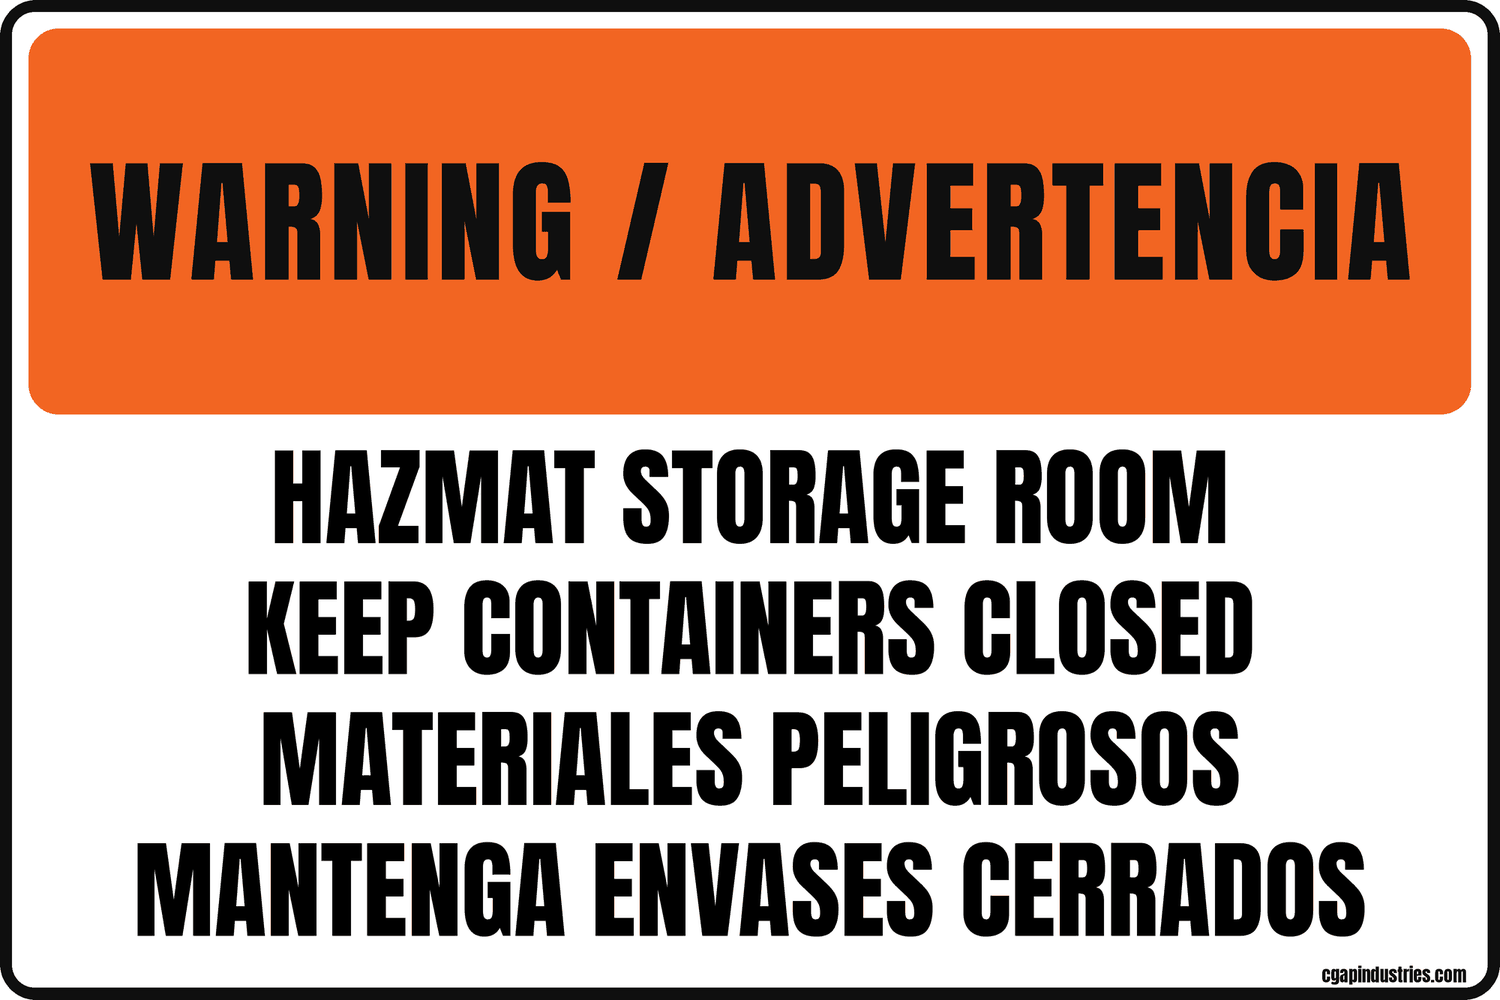 WARNING / ADVERTENCIA
HAZMAT STORAGE ROOM
KEEP CONTAINERS CLOSED
MATERIALES PELIGROSOS
MANTENGA ENVASES CERRADOS
cgapindustries.com